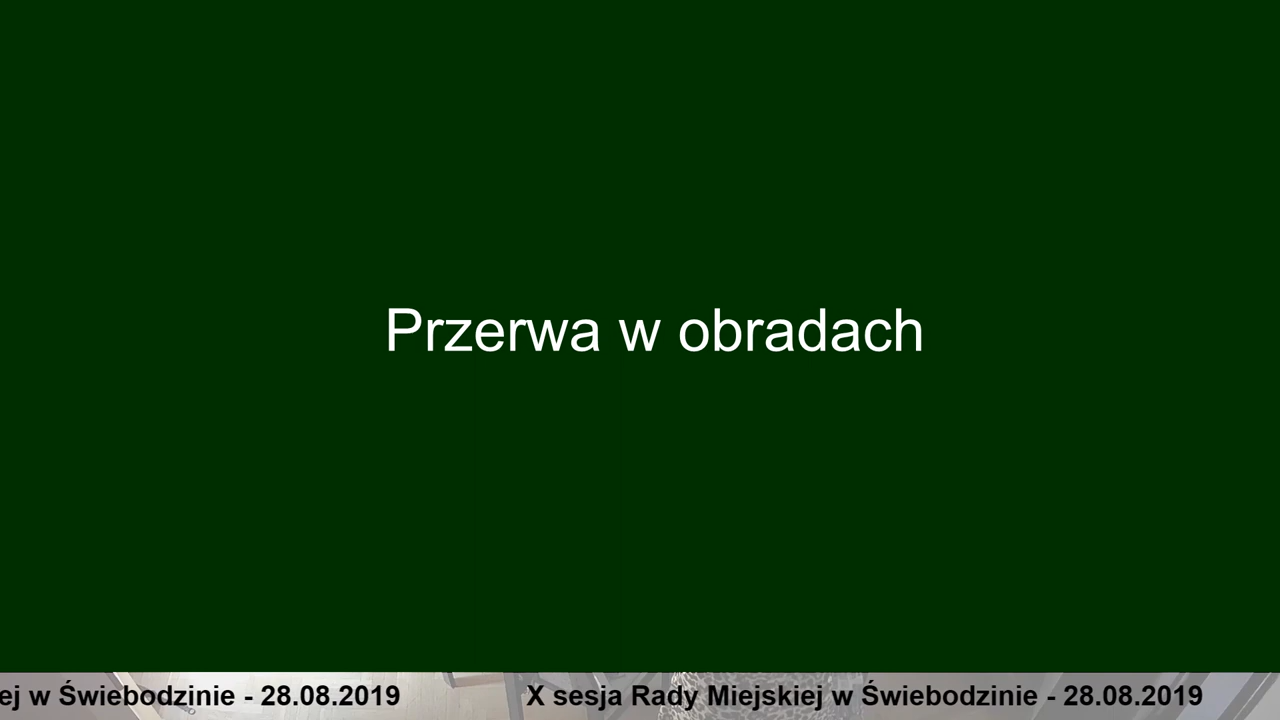 Przerwa w obradach
ej w Świebodzinie - 28.08.2019 X sesja Rady Miejskiej w Świebodzinie - 28.08.2019